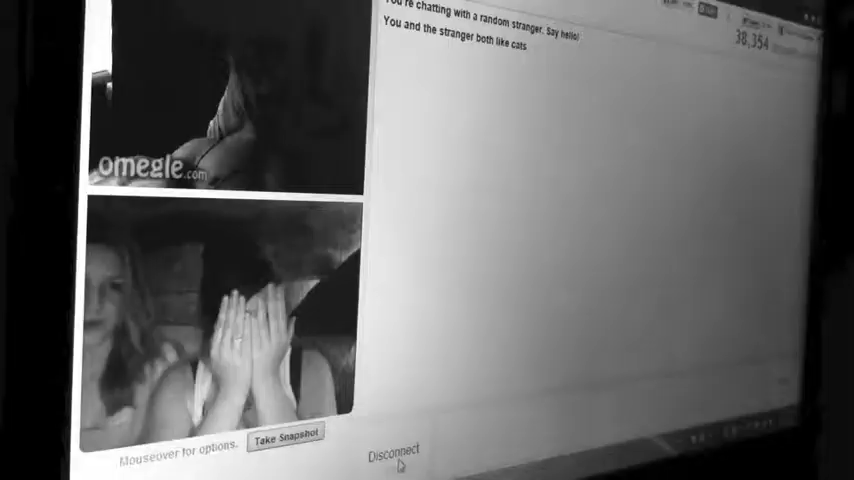 You're chatting with a random stranger. Say hello!
You and the stranger both like cats
38,354
omegle.com
Mouseover for options.
Take Snapshot
Disconnect